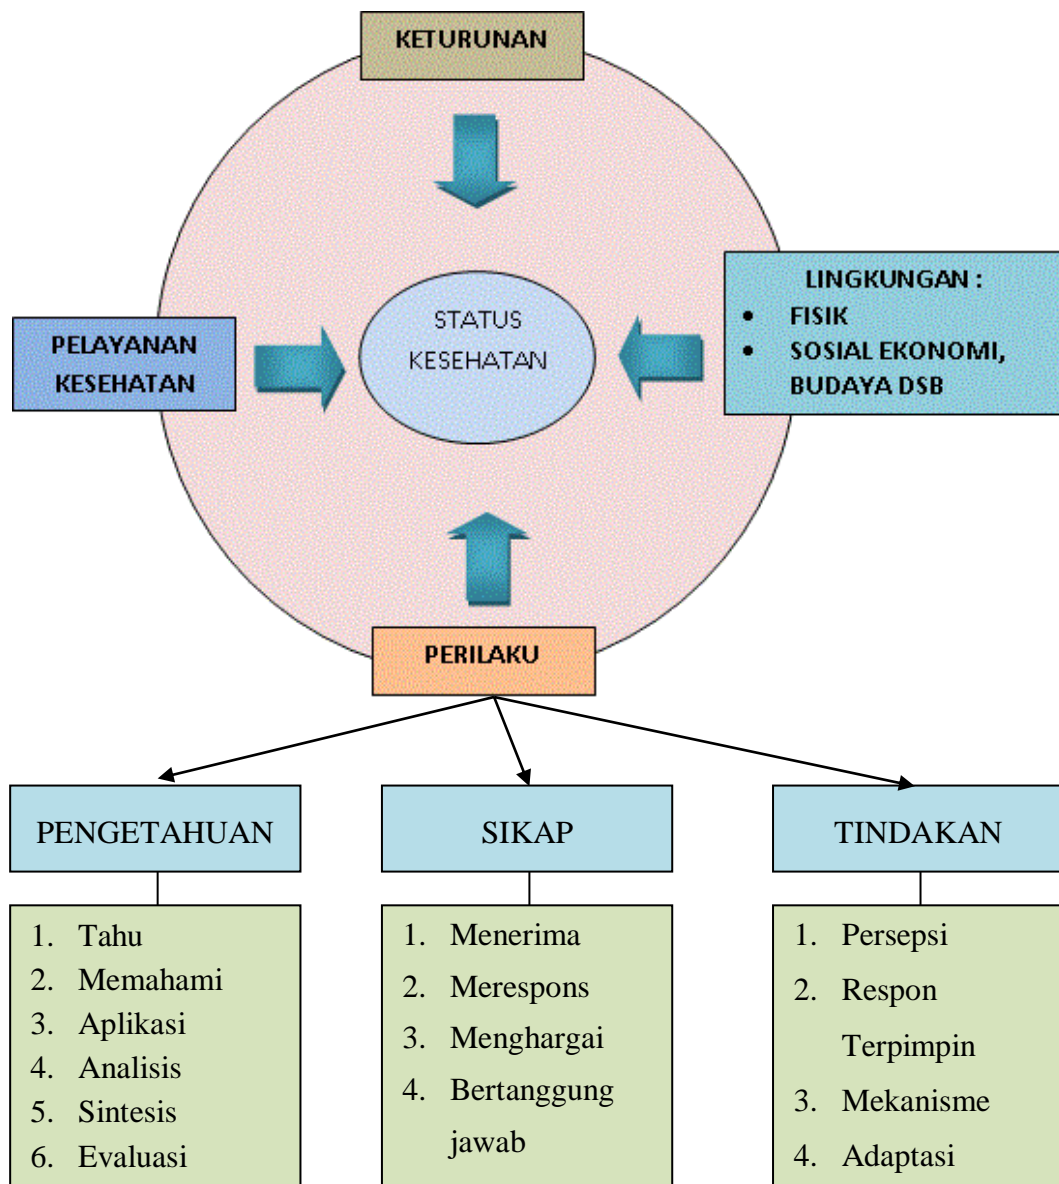 KETURUNAN
LINGKUNGAN :
• FISIK
• SOSIAL EKONOMI,
BUDAYA DSB
STATUS
KESEHATAN
PELAYANAN
KESEHATAN
PERILAKU
PENGETAHUAN
SIKAP
TINDAKAN
1. Tahu
2. Memahami
3. Aplikasi
4. Analisis
5. Sintesis
6. Evaluasi
1. Menerima
2. Merespons
3. Menghargai
4. Bertanggung
jawab
1. Persepsi
2. Respon
Terpimpin
3. Mekanisme
4. Adaptasi